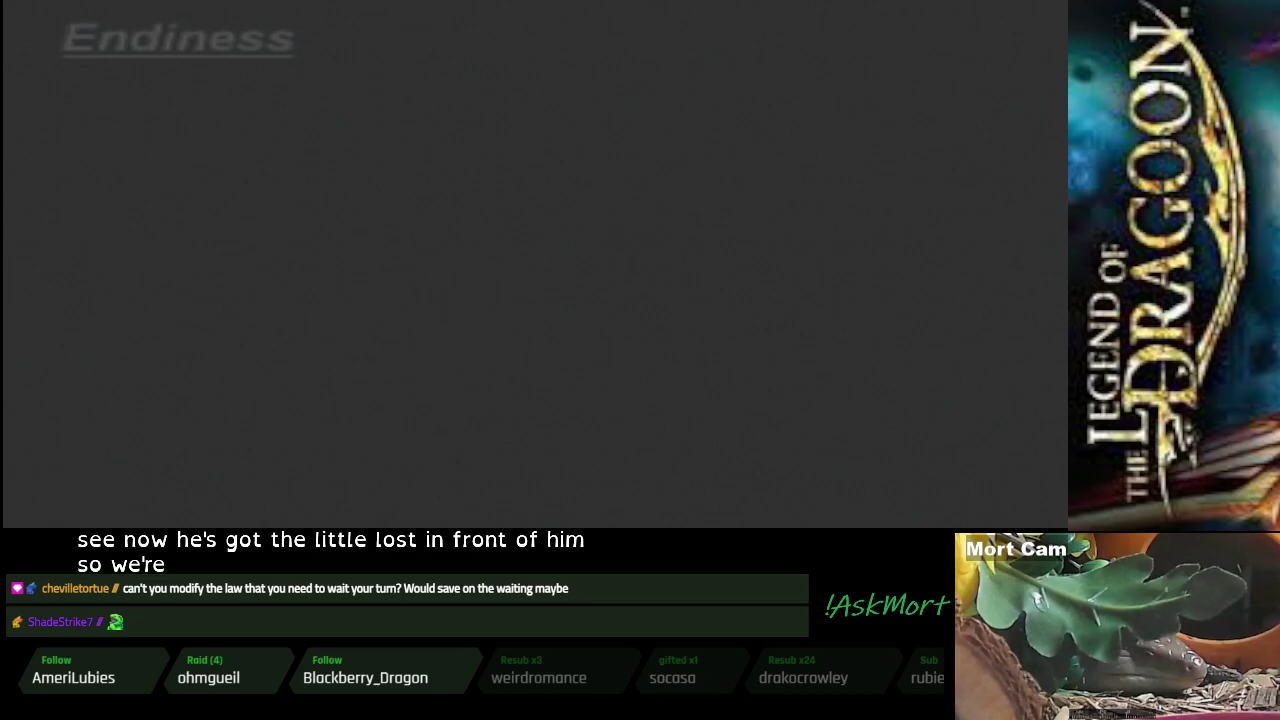 Endiness
THE LEGEND OF
DRAGOON
see now he's got the little lost in front of him
so we're
chevilletortue // can't you modify the law that you need to wait your turn? Would save on the waiting maybe
ShadeStrike7 //
!AskMort
Mort Cam
Follow
AmeriLubies
Raid (4)
ohmgueil
Follow
Blackberry_Dragon
Resub x3
weirdromance
gifted x1
socasa
Resub x24
drakocrowley
Sub
rubie